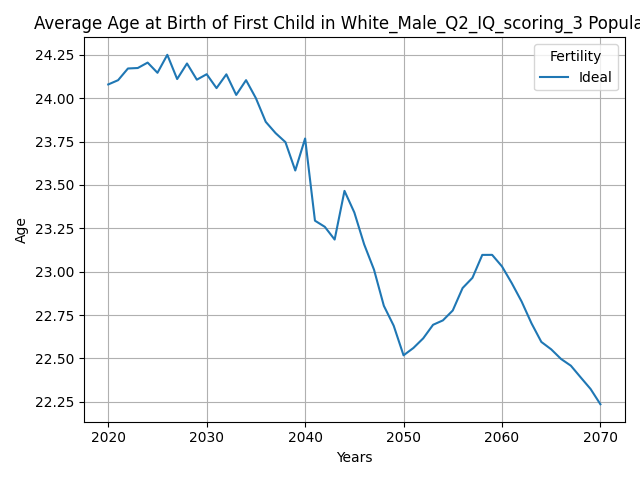 Average Age at Birth of First Child in White_Male_Q2_IQ_scoring_3 Popula
Fertility
Ideal
24.25
24.00
23.75
23.50
23.25
23.00
22.75
22.50
22.25
Age
2020 2030 2040 2050 2060 2070
Years